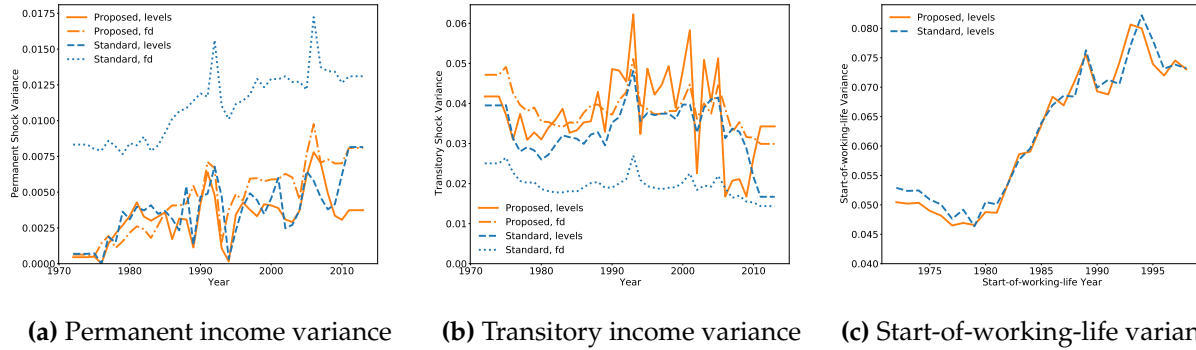 0.0175
0.0150
0.0125
0.0100
0.0075
0.0050
0.0025
0.0000
Permanent Shock Variance
Proposed, levels
Proposed, fd
Standard, levels
Standard, fd
1970 1980 1990 2000 2010
Year
(a) Permanent income variance
0.06
0.05
0.04
0.03
0.02
0.01
0.00
Transitory Shock Variance
Proposed, levels
Proposed, fd
Standard, levels
Standard, fd
1970 1980 1990 2000 2010
Year
(b) Transitory income variance
0.080
0.075
0.070
0.065
0.060
0.055
0.050
0.045
0.040
Start-of-working-life Variance
Proposed, levels
Standard, levels
1975 1980 1985 1990 1995
Start-of-working-life Year
(c) Start-of-working-life varian